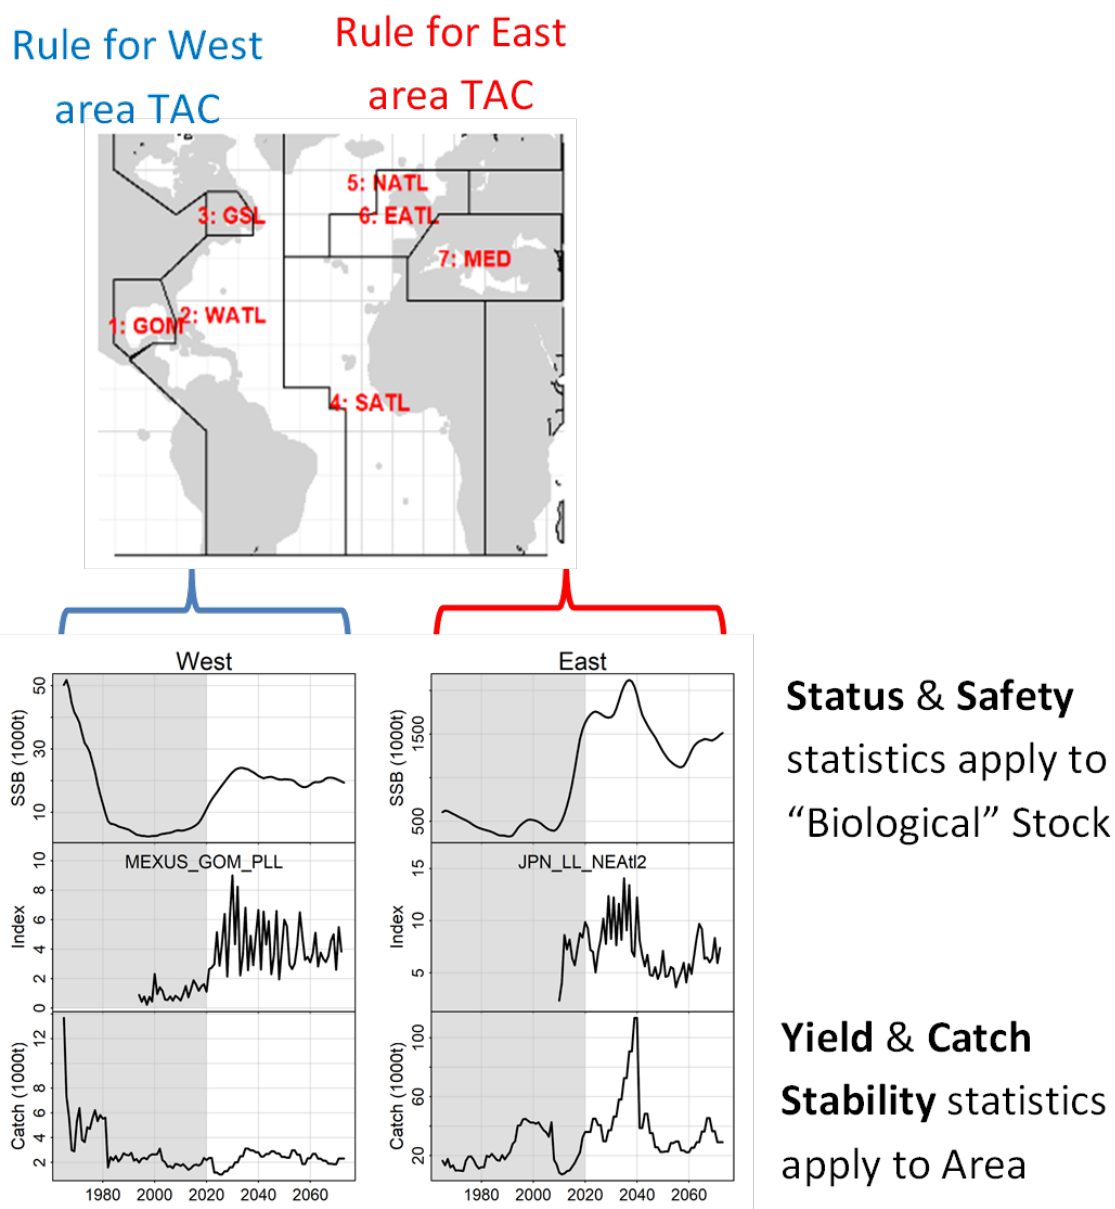 Rule for West
area TAC
Rule for East
area TAC
5: NATL
3: GSL
6: EATL
7: MED
2: WATL
1: GOM
4: SATL
West
East
SSB (1000t)
50
30
10
SSB (1000t)
1500
500
Status & Safety
statistics apply to
“Biological” Stock
MEXUS_GOM_PLL
Index
10
8
6
4
2
0
JPN_LL_NEAtl2
Index
15
10
5
Catch (1000t)
12
8
6
4
2
1980 2000 2020 2040 2060
Catch (1000t)
100
60
20
1980 2000 2020 2040 2060
Yield & Catch
Stability statistics
apply to Area